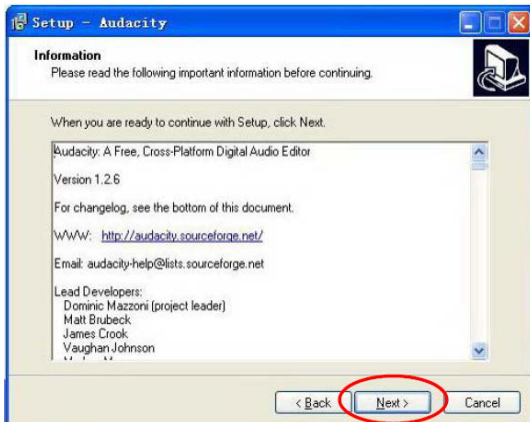 Setup - Audacity
Information
Please read the following important information before continuing.
When you are ready to continue with Setup, click Next.
Audacity: A Free, Cross-Platform Digital Audio Editor
Version 1.2.6
For changelog, see the bottom of this document.
WWW: http://audacity.sourceforge.net/
Email: audacity-help@lists.sourceforge.net
Lead Developers:
Dominic Mazzoni (project leader)
Matt Brubeck
James Crook
Vaughan Johnson
< Back
Next >
Cancel